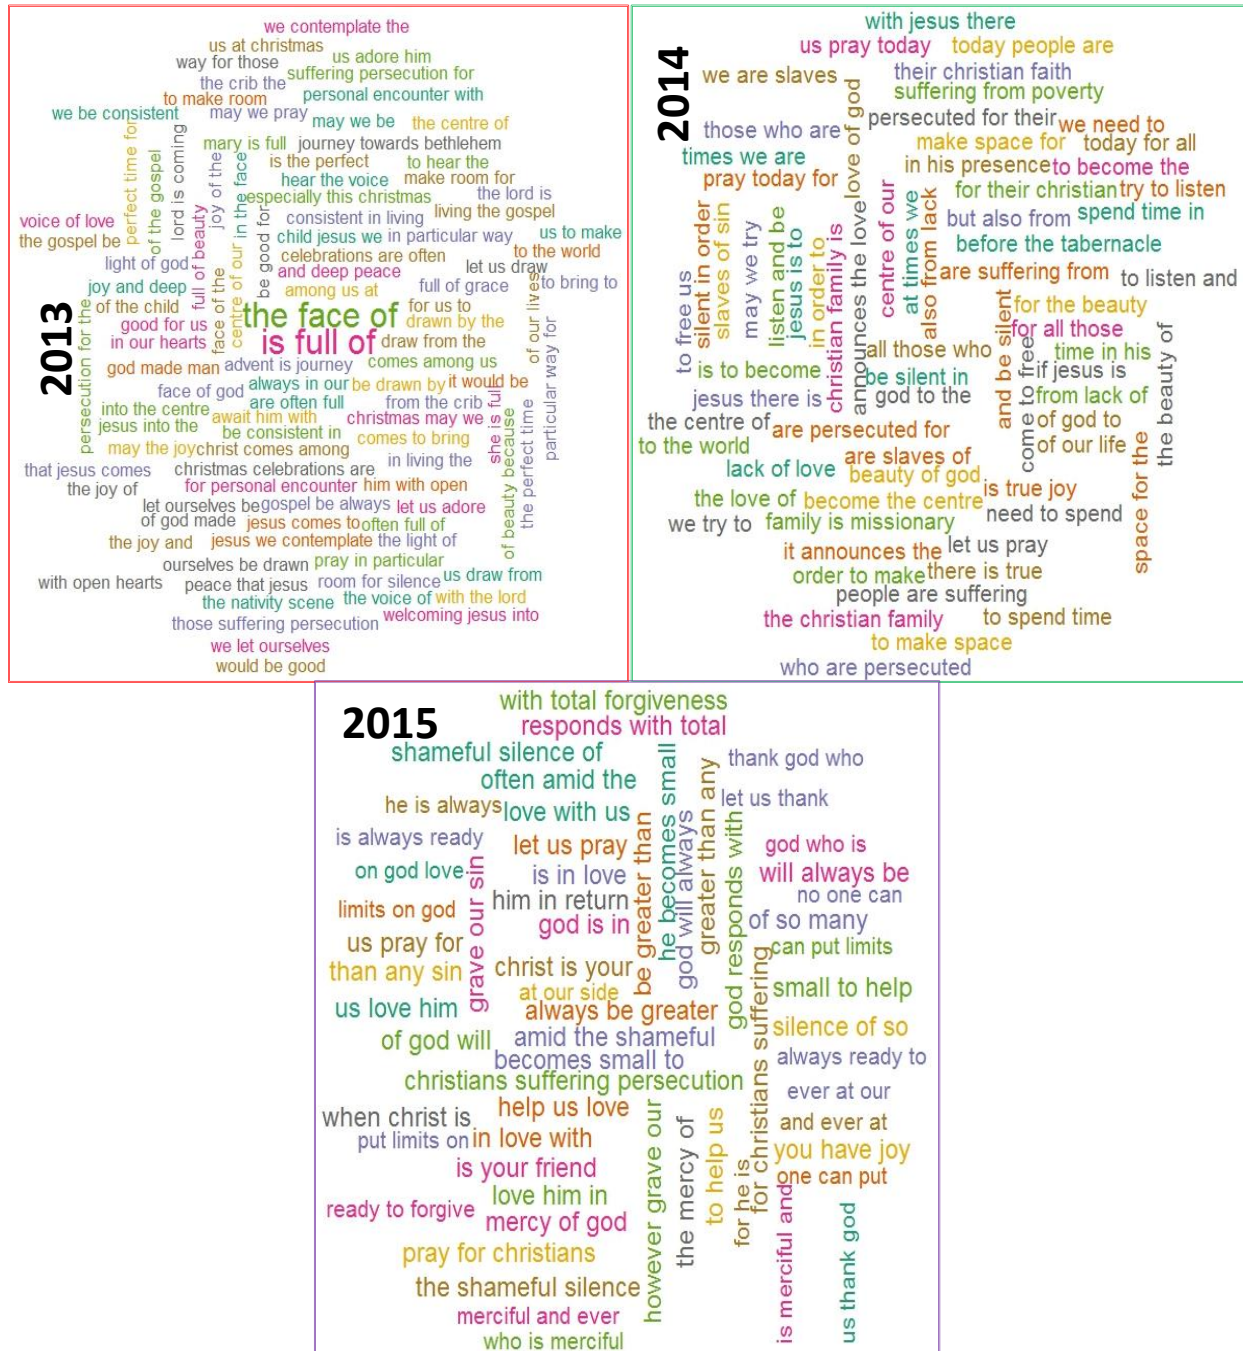 we contemplate the
us at christmas
us adore him
way for those
suffering persecution for
the crib the
personal encounter with
to make room
we be consistent
may we pray
may we be
the centre of
mary is full
journey towards bethlehem
is the perfect
to hear the
hear the voice
make room for
especially this christmas
the lord is
perfect time for
of the gospel
lord is coming
full of beauty
joy of the
face of the
centre of our
in the face
be good for
voice of love
consistent in living
living the gospel
the gospel be
child jesus we
in particular way
us to make
celebrations are often
to the world
light of god
and deep peace
let us draw
joy and deep
among us at
full of grace
to bring to
2013
of the child
the face of
for us to
good for us
drawn by the
in our hearts
is full of
draw from the
of our lives
persecution for the
god made man
advent is journey
comes among us
particular way for
face of god
always in our
be drawn by
it would be
are often full
from the crib
into the centre
await him with
christmas may we
she is full
jesus into the
be consistent in
comes to bring
of beauty because
the perfect time
may the joy
christ comes among
that jesus comes
christmas celebrations are
in living the
the joy of
for personal encounter
him with open
let ourselves be
gospel be always
let us adore
of god made
jesus comes to
often full of
the joy and
jesus we contemplate
the light of
ourselves be drawn
pray in particular
with open hearts
peace that jesus
room for silence
us draw from
the nativity scene
the voice of
with the lord
those suffering persecution
welcoming jesus into
we let ourselves
would be good
with jesus there
2014
us pray today
today people are
we are slaves
their christian faith
suffering from poverty
love of god
those who are
persecuted for their
we need to
make space for
today for all
times we are
in his presence
to become the
pray today for
for their christian
try to listen
to free us
silent in order
slaves of sin
may we try
listen and be
jesus is to
in order to
christian family is
announces the love
centre of our
at times we
also from lack
but also from
spend time in
before the tabernacle
are suffering from
to listen and
for the beauty
and be silent
for all those
all those who
time in his
the beauty of
is to become
be silent in
come to free
if jesus is
jesus there is
god to the
from lack of
the centre of
are persecuted for
of god to
to the world
are slaves of
of our life
lack of love
beauty of god
is true joy
space for the
the love of
become the centre
need to spend
we try to
family is missionary
it announces the
let us pray
order to make
there is true
people are suffering
the christian family
to spend time
to make space
who are persecuted
with total forgiveness
2015
responds with total
shameful silence of
thank god who
often amid the
he becomes small
greater than any
he is always
love with us
let us thank
is always ready
let us pray
be greater than
god will always
god responds with
god who is
on god love
grave our sin
is in love
will always be
him in return
no one can
limits on god
god is in
of so many
us pray for
can put limits
than any sin
christ is your
at our side
small to help
us love him
always be greater
for christians suffering
silence of so
of god will
amid the shameful
becomes small to
always ready to
christians suffering persecution
ever at our
when christ is
help us love
however grave our
the mercy of
to help us
for he is
and ever at
put limits on
in love with
you have joy
is your friend
one can put
love him in
is merciful and
us thank god
ready to forgive
mercy of god
pray for christians
the shameful silence
merciful and ever
who is merciful